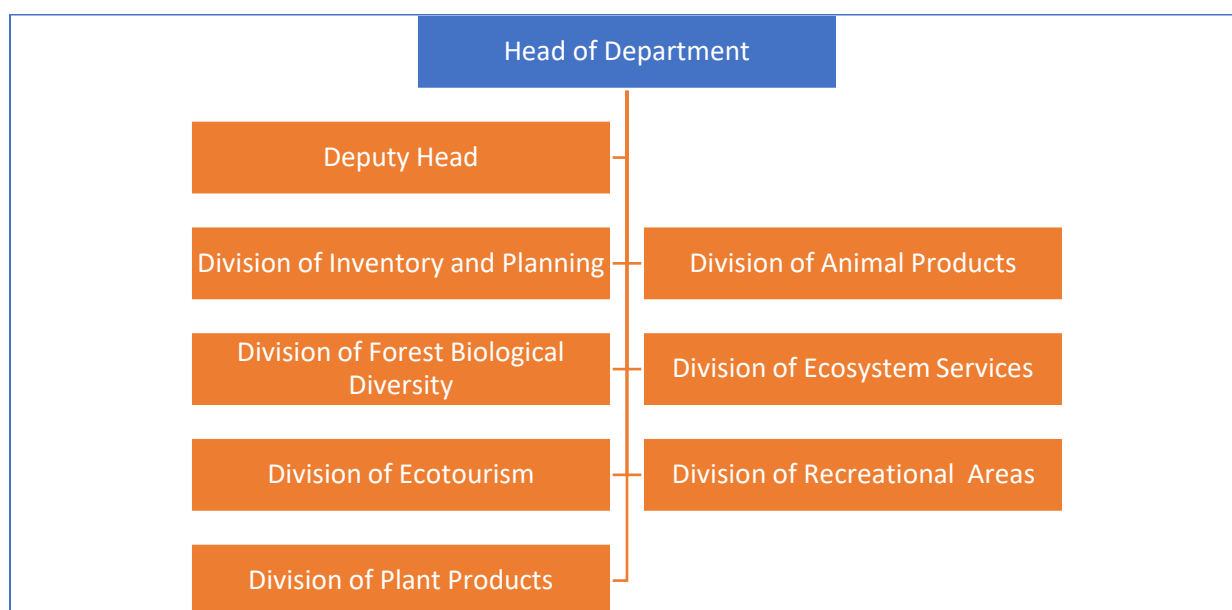 Head of Department
Deputy Head
Division of Inventory and Planning
Division of Animal Products
Division of Forest Biological
Diversity
Division of Ecosystem Services
Division of Ecotourism
Division of Recreational  Areas
Division of Plant Products